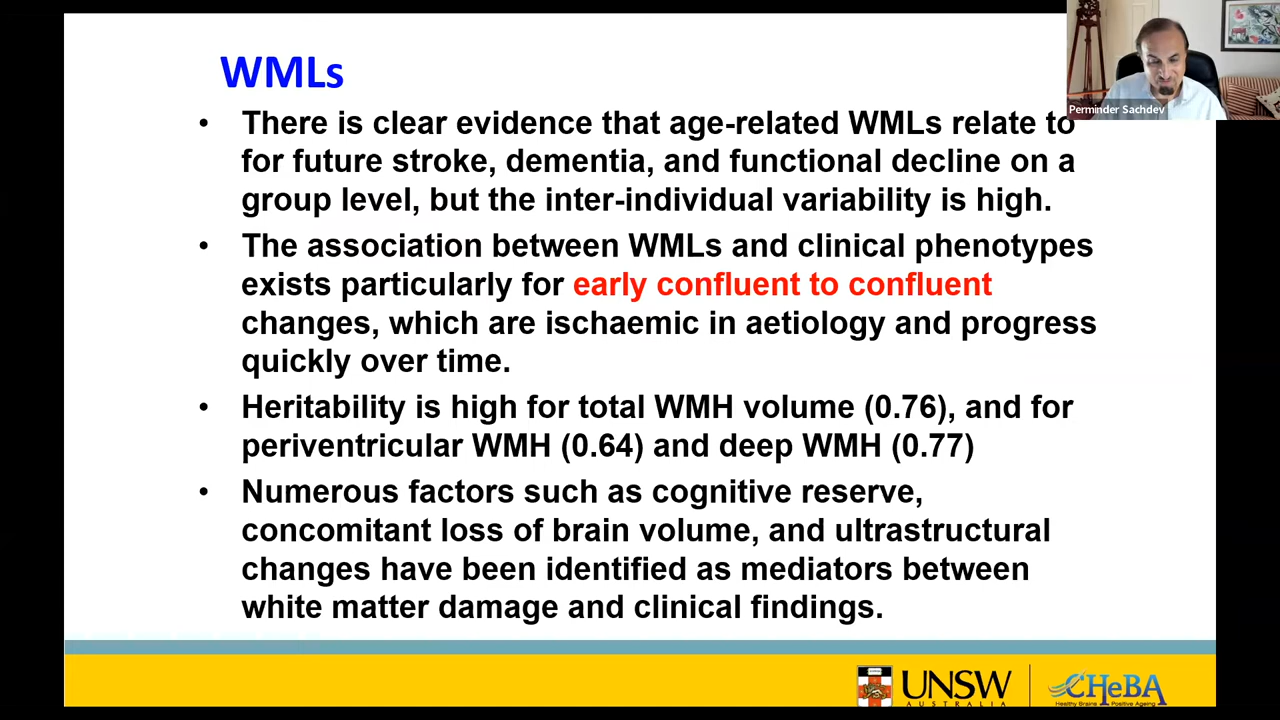 WMLs
Perminder Sachdev
• There is clear evidence that age-related WMLs relate to
for future stroke, dementia, and functional decline on a
group level, but the inter-individual variability is high.
• The association between WMLs and clinical phenotypes
exists particularly for early confluent to confluent
changes, which are ischaemic in aetiology and progress
quickly over time.
• Heritability is high for total WMH volume (0.76), and for
periventricular WMH (0.64) and deep WMH (0.77)
• Numerous factors such as cognitive reserve,
concomitant loss of brain volume, and ultrastructural
changes have been identified as mediators between
white matter damage and clinical findings.
UNSW
AUSTRALIA
CHeBA
Healthy Brains Positive Ageing